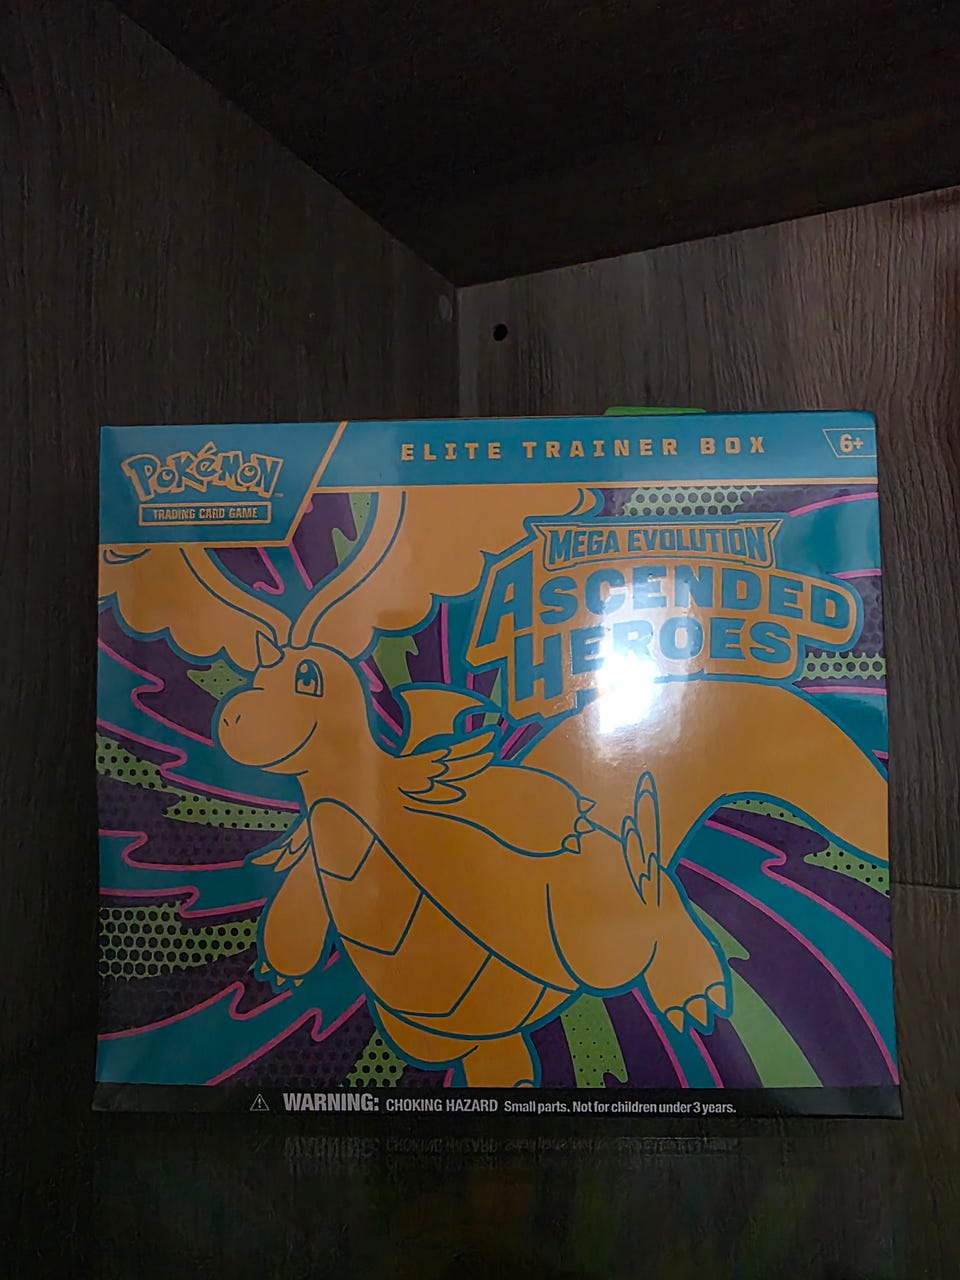 POKéMON
TRADING CARD GAME
ELITE TRAINER BOX
6+
MEGA EVOLUTION
ASCENDED
HEROES
WARNING: CHOKING HAZARD Small parts. Not for children under 3 years.